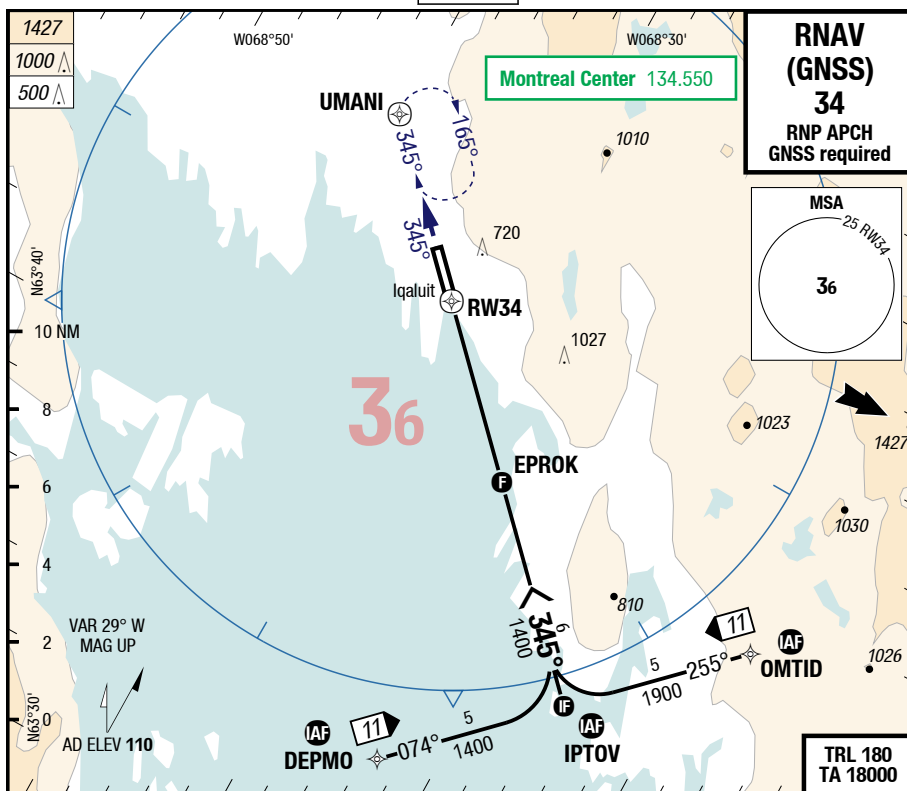 1427
1000
500
W068°50'
W068°30'
Montreal Center 134.550
RNAV
(GNSS)
34
RNP APCH
GNSS required
UMANI
345°
165°
1010
MSA
25 RW34
36
345°
720
N63°40'
Iqaluit
RW34
10 NM
1027
36
8
1023
1427
EPROK
F
6
1030
4
810
6
345°
1400
VAR 29° W
MAG UP
2
11
IAF
OMTID
1026
5
255°
1900
IF
N63°30'
0
AD ELEV 110
IAF
DEPMO
11
5
074°
1400
IAF
IPTOV
TRL 180
TA 18000